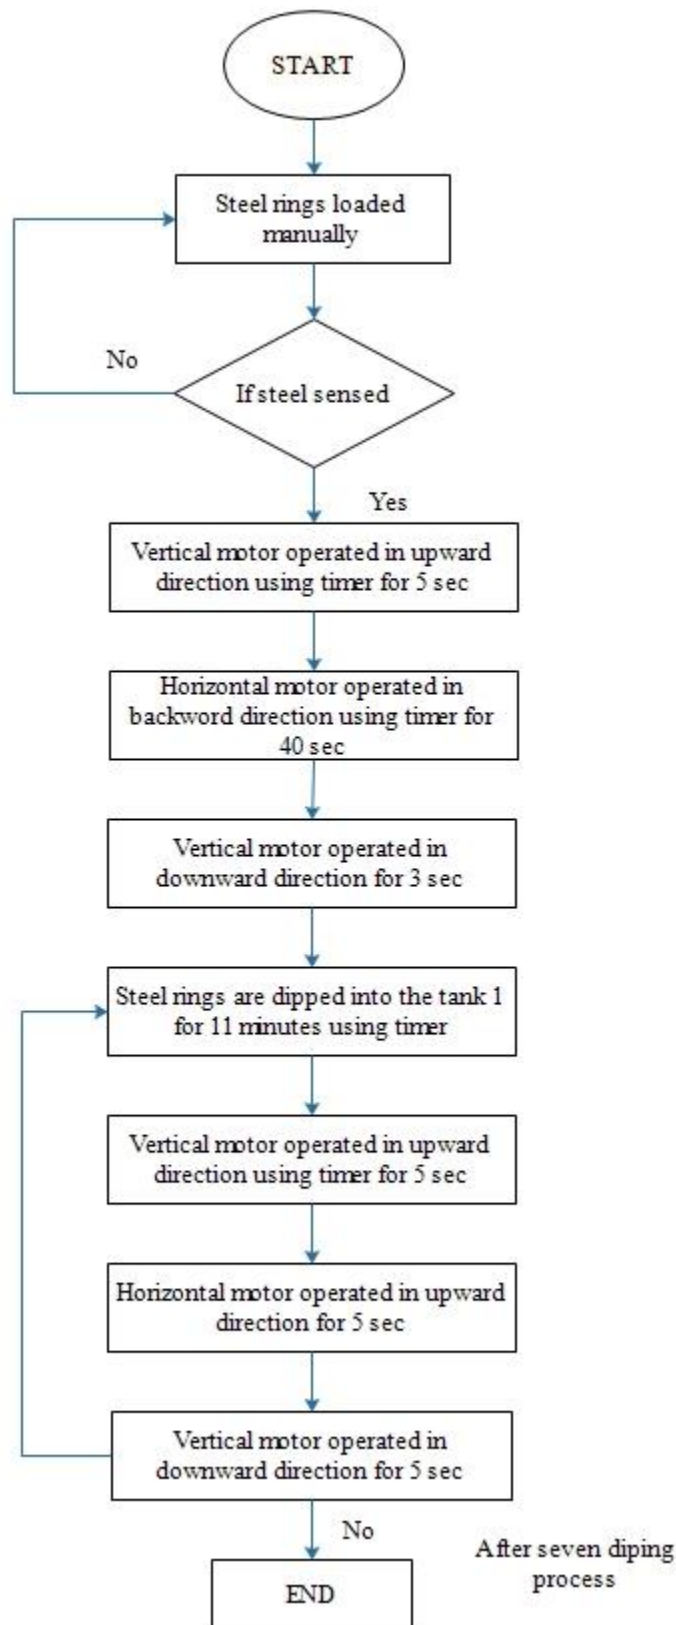 START
Steel rings loaded
manually
No
If steel sensed
Yes
Vertical motor operated in upward
direction using timer for 5 sec
Horizontal motor operated in
backword direction using timer for
40 sec
Vertical motor operated in
downward direction for 3 sec
Steel rings are dipped into the tank 1
for 11 minutes using timer
Vertical motor operated in upward
direction using timer for 5 sec
Horizontal motor operated in upward
direction for 5 sec
Vertical motor operated in
downward direction for 5 sec
No
After seven diping
process
END